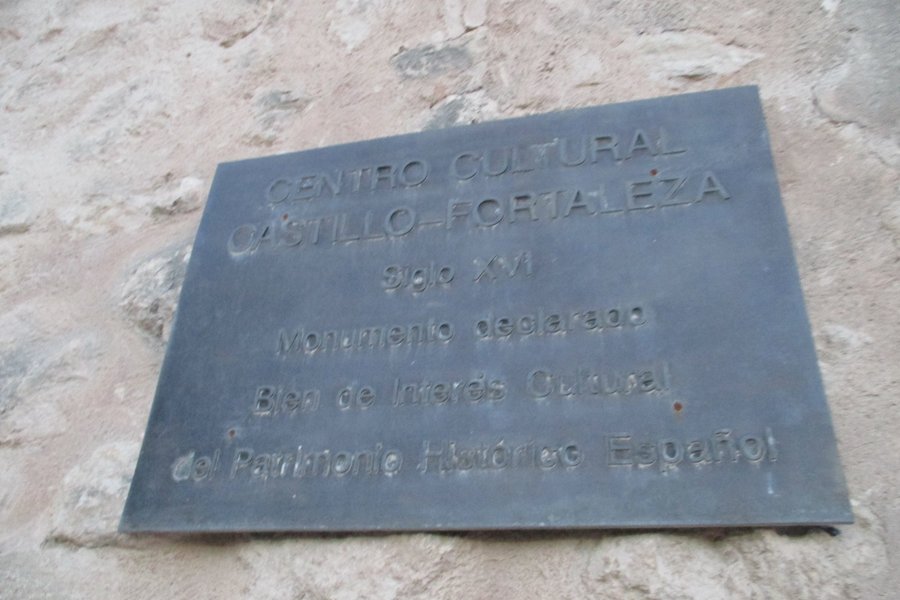 CENTRO CULTURAL
CASTILLO-FORTALEZA
Siglo XVI
Monumento declarado
Bien de Interés Cultural
del Patrimonio Histórico Español